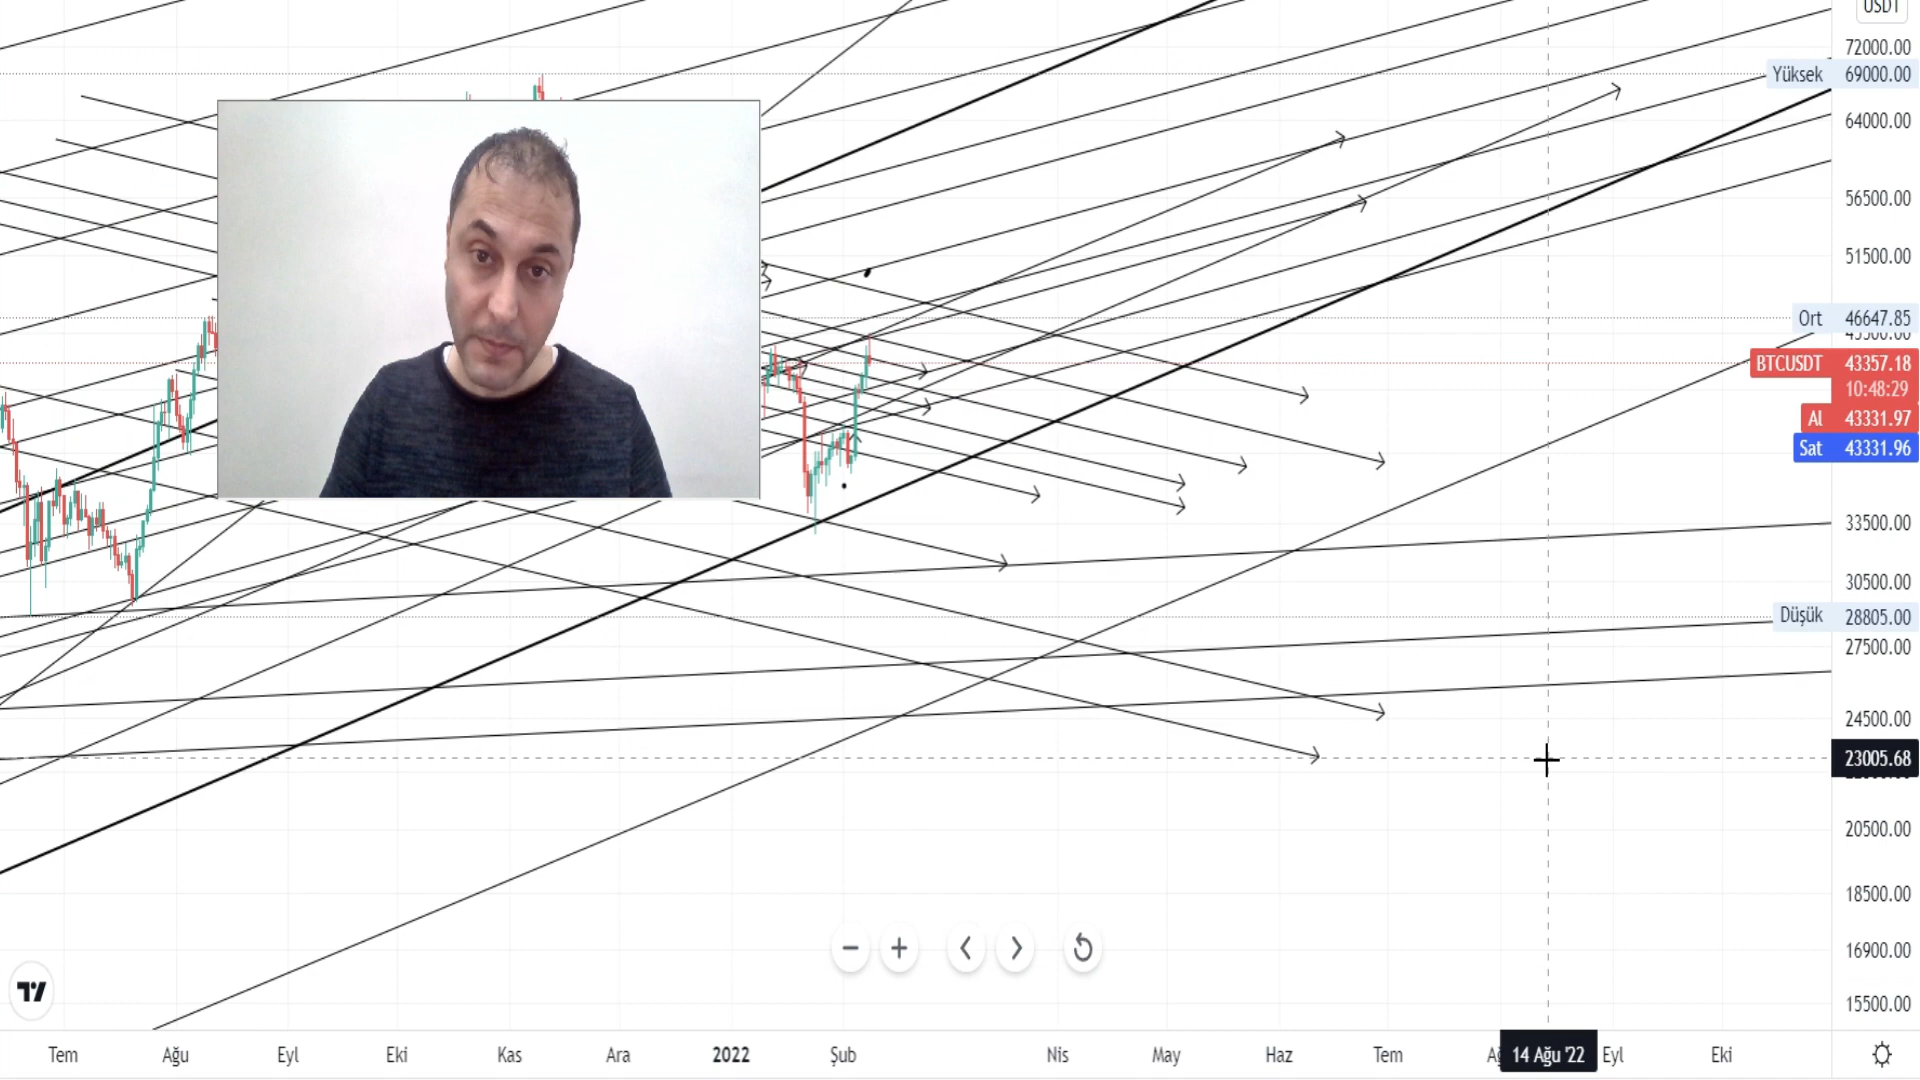 USDT
72000.00
Yüksek 69000.00
64000.00
56500.00
51500.00
Ort 46647.85
BTCUSDT 43357.18
10:48:29
Al 43331.97
Sat 43331.96
33500.00
30500.00
Düşük 28805.00
27500.00
24500.00
23005.68
20500.00
18500.00
16900.00
15500.00
Tem Ağu Eyl Eki Kas Ara 2022 Şub Nis May Haz Tem 14 Ağu '22 Eyl Eki